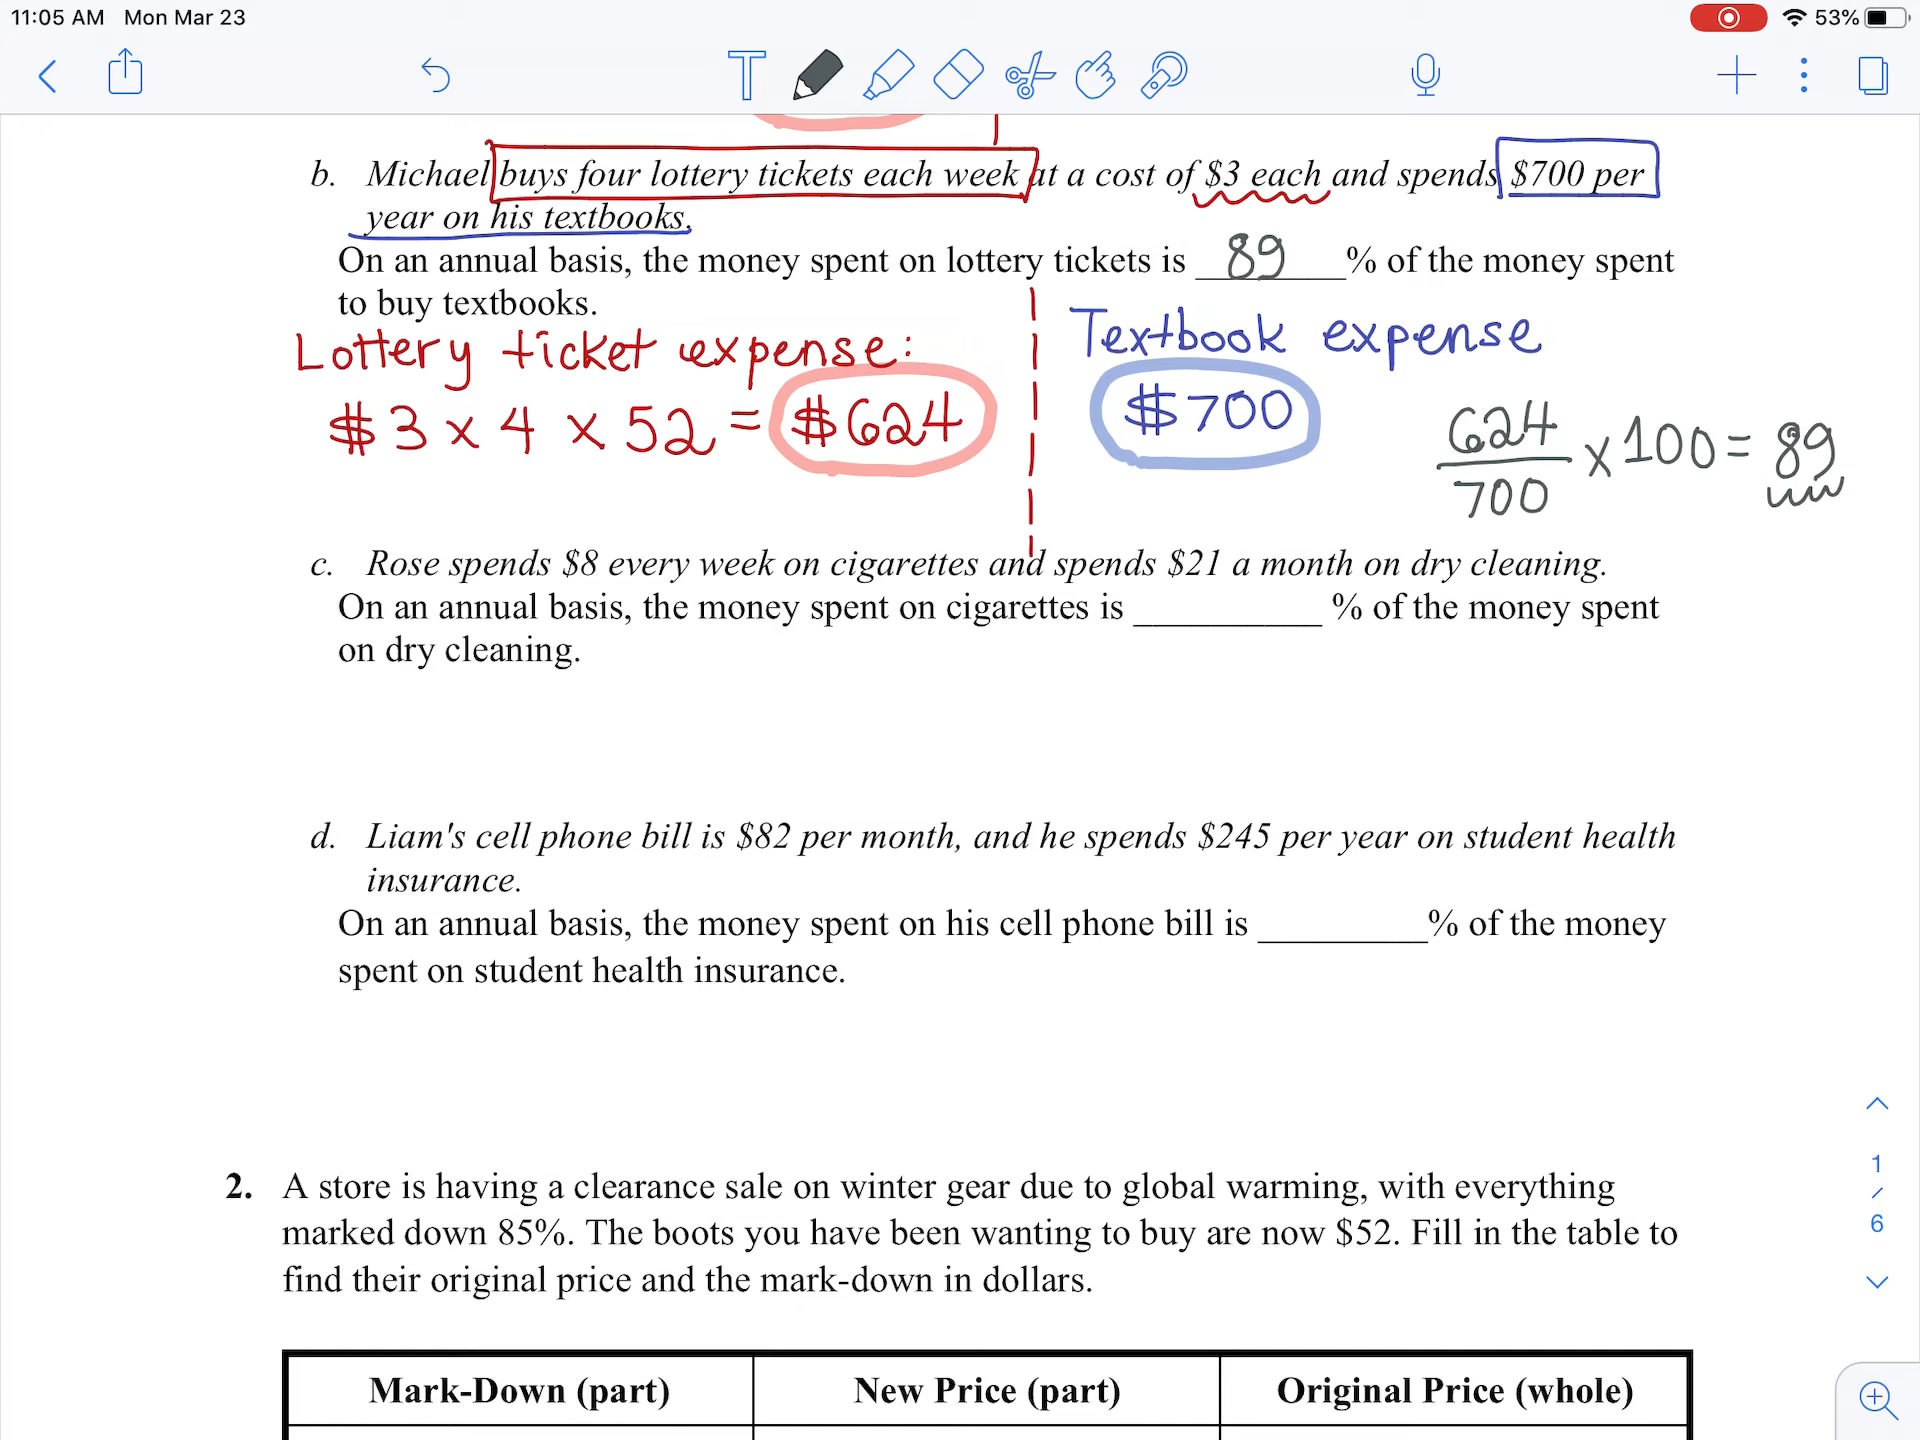 11:05 AM Mon Mar 23
53%
T
b. Michael buys four lottery tickets each week at a cost of $3 each and spends $700 per
year on his textbooks.
On an annual basis, the money spent on lottery tickets is 89 % of the money spent
to buy textbooks.
Lottery ticket expense:
$3 x 4 x 52 = $624
Textbook expense
$700
624
700
x 100 = 89
c. Rose spends $8 every week on cigarettes and spends $21 a month on dry cleaning.
On an annual basis, the money spent on cigarettes is __________ % of the money spent
on dry cleaning.
d. Liam's cell phone bill is $82 per month, and he spends $245 per year on student health
insurance.
On an annual basis, the money spent on his cell phone bill is _________% of the money
spent on student health insurance.
1
/
6
2. A store is having a clearance sale on winter gear due to global warming, with everything
marked down 85%. The boots you have been wanting to buy are now $52. Fill in the table to
find their original price and the mark-down in dollars.
Mark-Down (part) New Price (part) Original Price (whole)